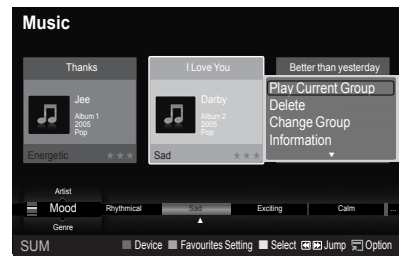 Music
Thanks
I Love You
Better than yesterday
Jee
Album 1
2005
Pop
Energetic
Darby
Album 2
2005
Pop
Sad
Play Current Group
Delete
Change Group
Information
Artist
Mood
Rhythmical
Sad
Exciting
Calm
...
Genre
SUM
Device
Favourites Setting
Select
Jump
Option